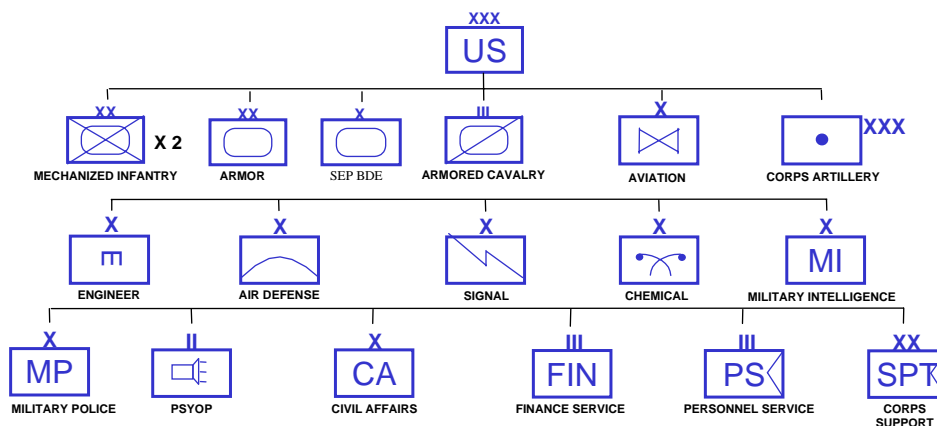 XXX
US
XX
XX
X
III
X
XXX
X 2
MECHANIZED INFANTRY
ARMOR
SEP BDE
ARMORED CAVALRY
AVIATION
CORPS ARTILLERY
X
X
X
X
X
E
MI
ENGINEER
AIR DEFENSE
SIGNAL
CHEMICAL
MILITARY INTELLIGENCE
X
II
X
III
III
XX
MP
CA
FIN
PS
SPT
MILITARY POLICE
PSYOP
CIVIL AFFAIRS
FINANCE SERVICE
PERSONNEL SERVICE
CORPS
SUPPORT